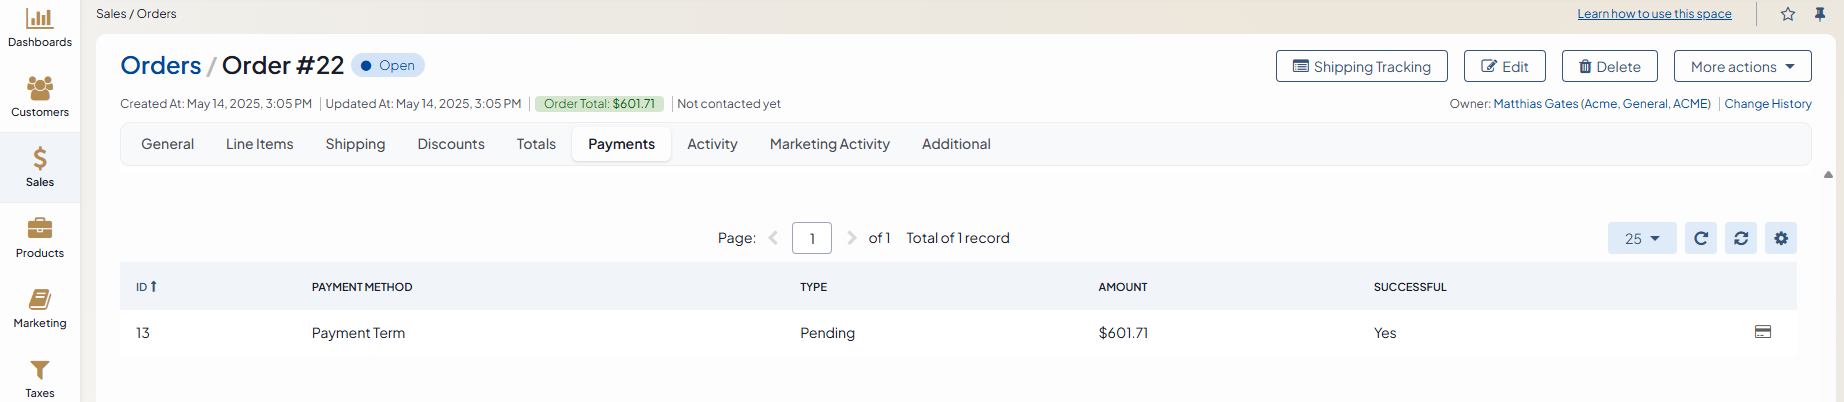 Sales / Orders
Learn how to use this space
Dashboards
Customers
Sales
Products
Marketing
Taxes
Orders / Order #22
Open
Shipping Tracking
Edit
Delete
More actions
Created At: May 14, 2025, 3:05 PM | Updated At: May 14, 2025, 3:05 PM | Order Total: $601.71 | Not contacted yet
Owner: Matthias Gates (Acme, General, ACME) | Change History
General Line Items Shipping Discounts Totals Payments Activity Marketing Activity Additional
Page: 1 of 1 Total of 1 record
25
ID PAYMENT METHOD TYPE AMOUNT SUCCESSFUL
13 Payment Term Pending $601.71 Yes